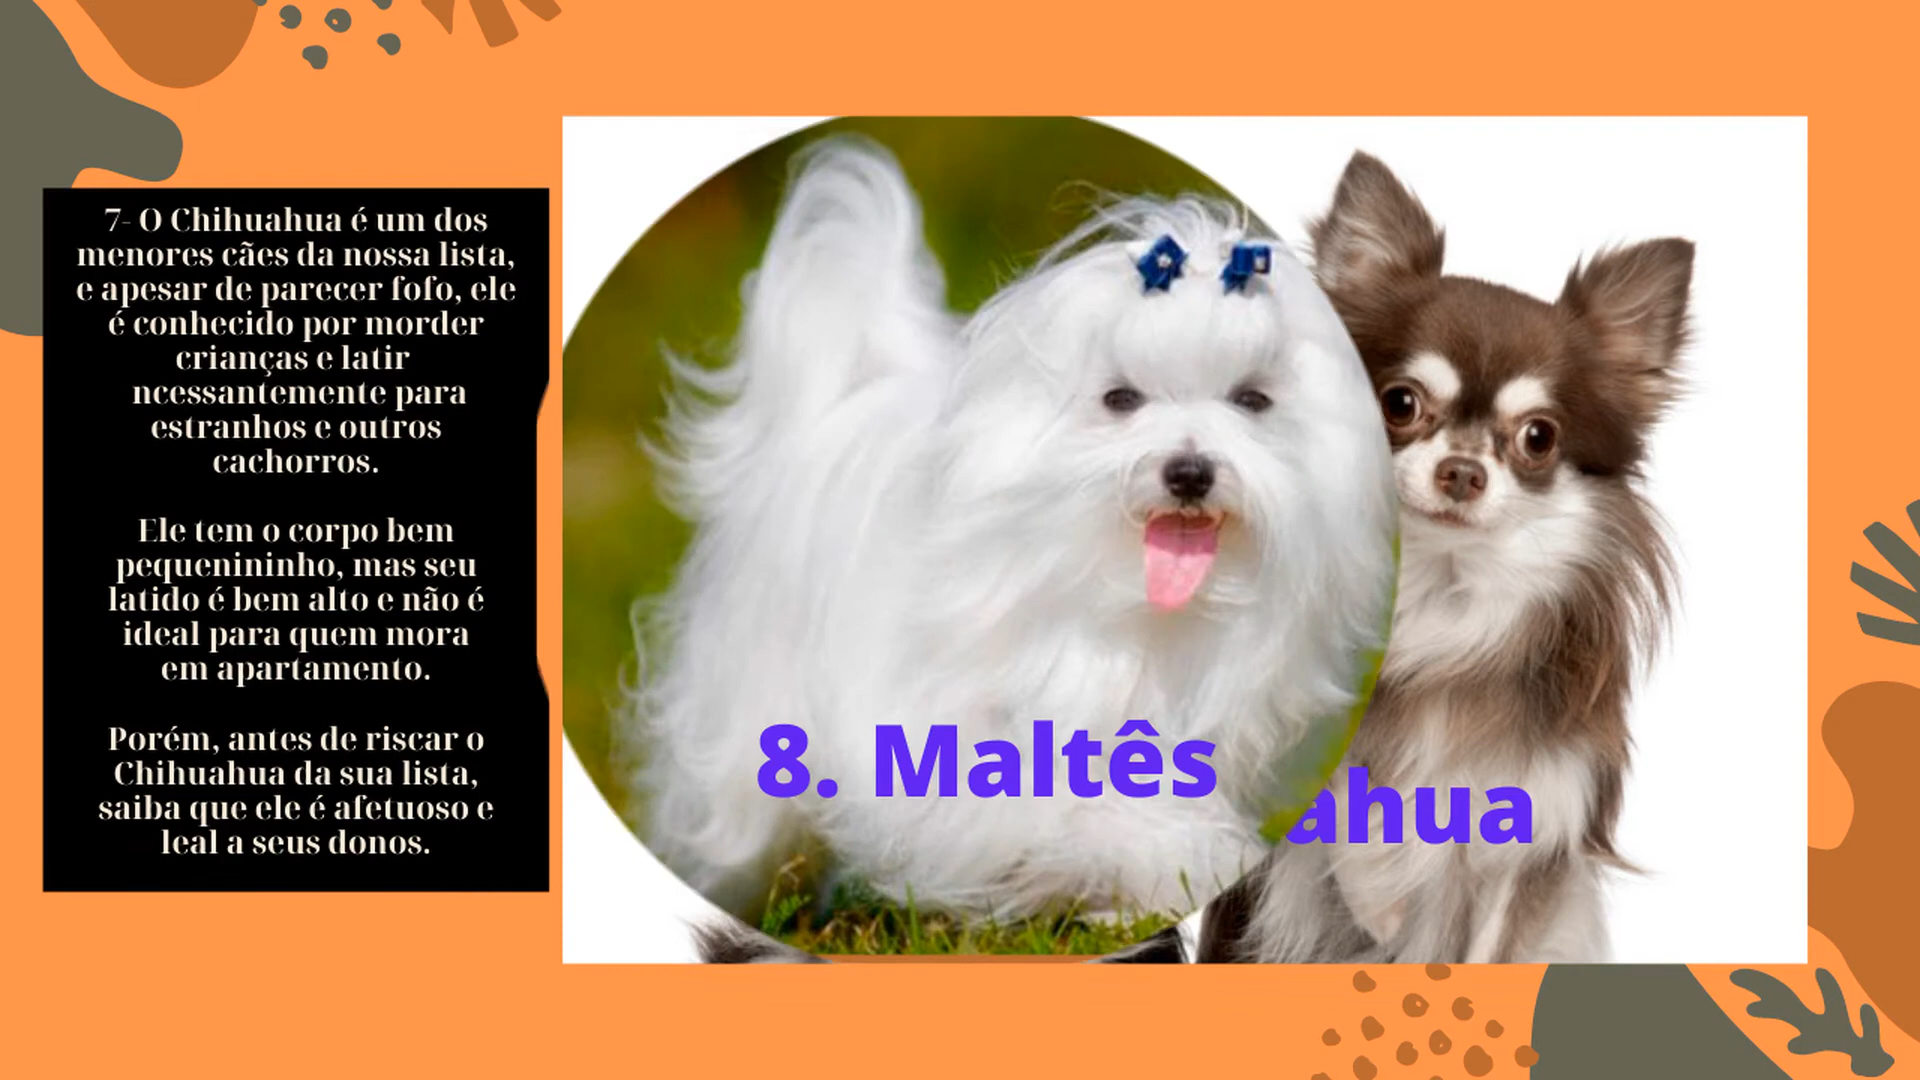 7- O Chihuahua é um dos
menores cães da nossa lista,
e apesar de parecer fofo, ele
é conhecido por morder
crianças e latir
ncessantemente para
estranhos e outros
cachorros.
Ele tem o corpo bem
pequenininho, mas seu
latido é bem alto e não é
ideal para quem mora
em apartamento.
Porém, antes de riscar o
Chihuahua da sua lista,
saiba que ele é afetuoso e
leal a seus donos.
8. Maltês
ahua